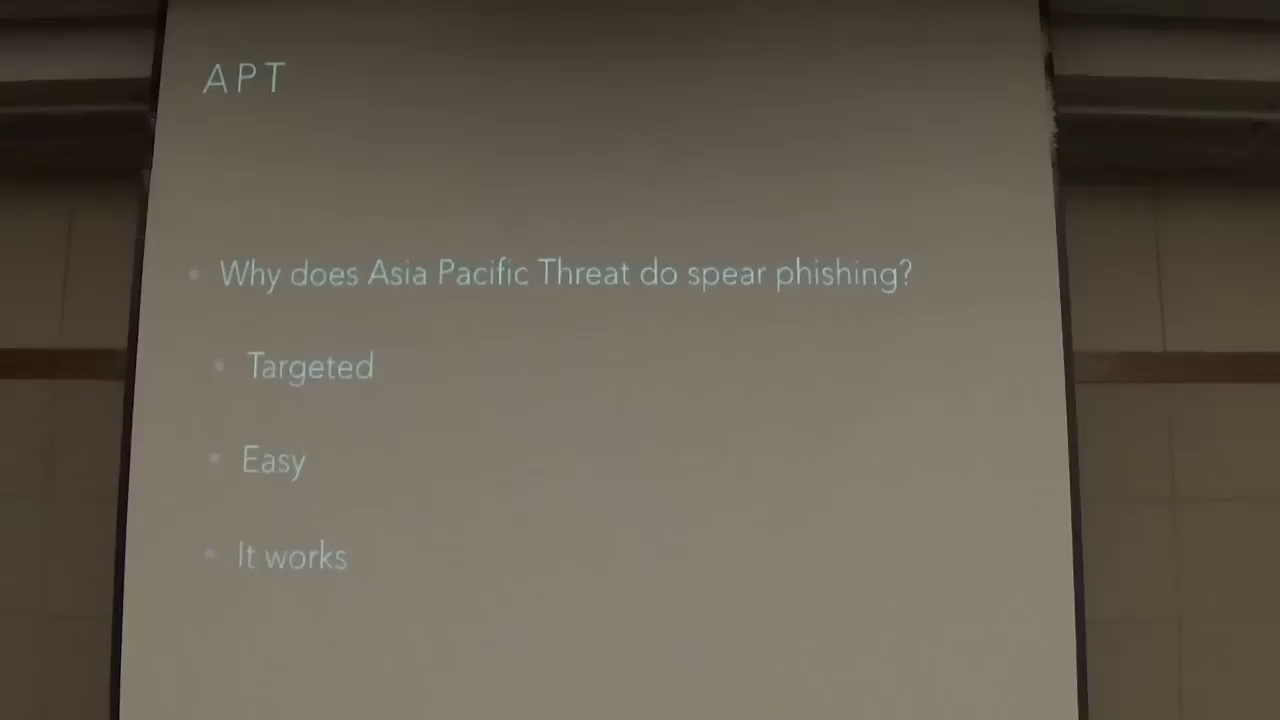 APT
Why does Asia Pacific Threat do spear phishing?
Targeted
Easy
It works